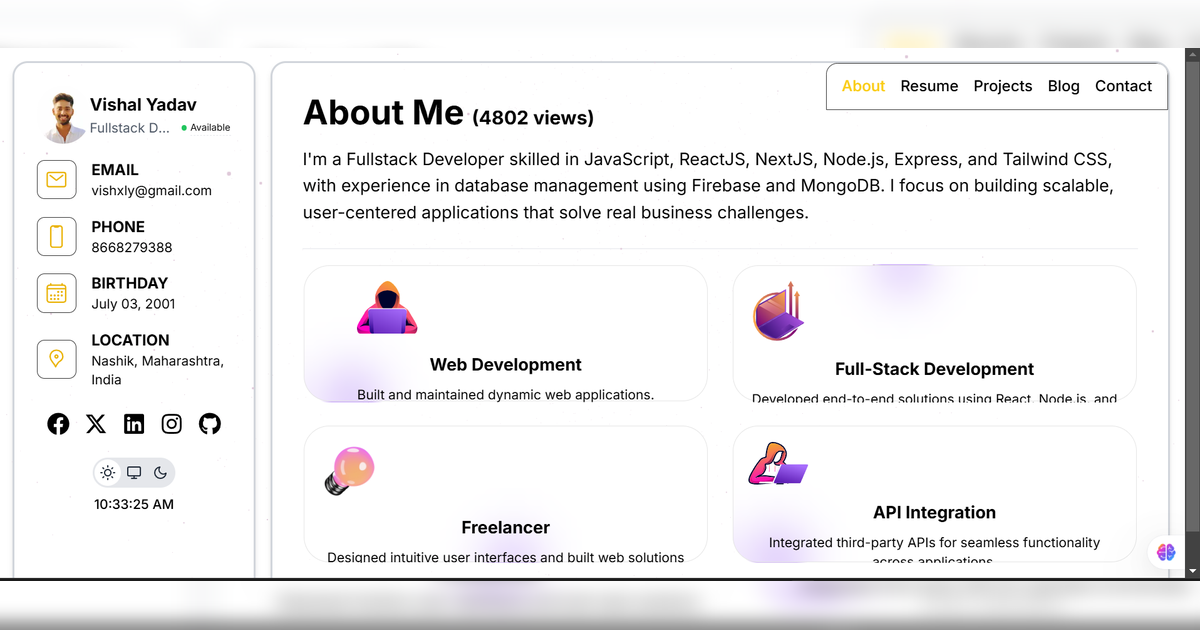 Vishal Yadav
Fullstack D...
Available
EMAIL
vishxly@gmail.com
PHONE
8668279388
BIRTHDAY
July 03, 2001
LOCATION
Nashik, Maharashtra,
India
10:33:25 AM
About Resume Projects Blog Contact
About Me (4802 views)
I'm a Fullstack Developer skilled in JavaScript, ReactJS, NextJS, Node.js, Express, and Tailwind CSS,
with experience in database management using Firebase and MongoDB. I focus on building scalable,
user-centered applications that solve real business challenges.
Web Development
Built and maintained dynamic web applications.
Full-Stack Development
Developed end-to-end solutions using React, Node.js, and
Freelancer
Designed intuitive user interfaces and built web solutions
API Integration
Integrated third-party APIs for seamless functionality
across applications.